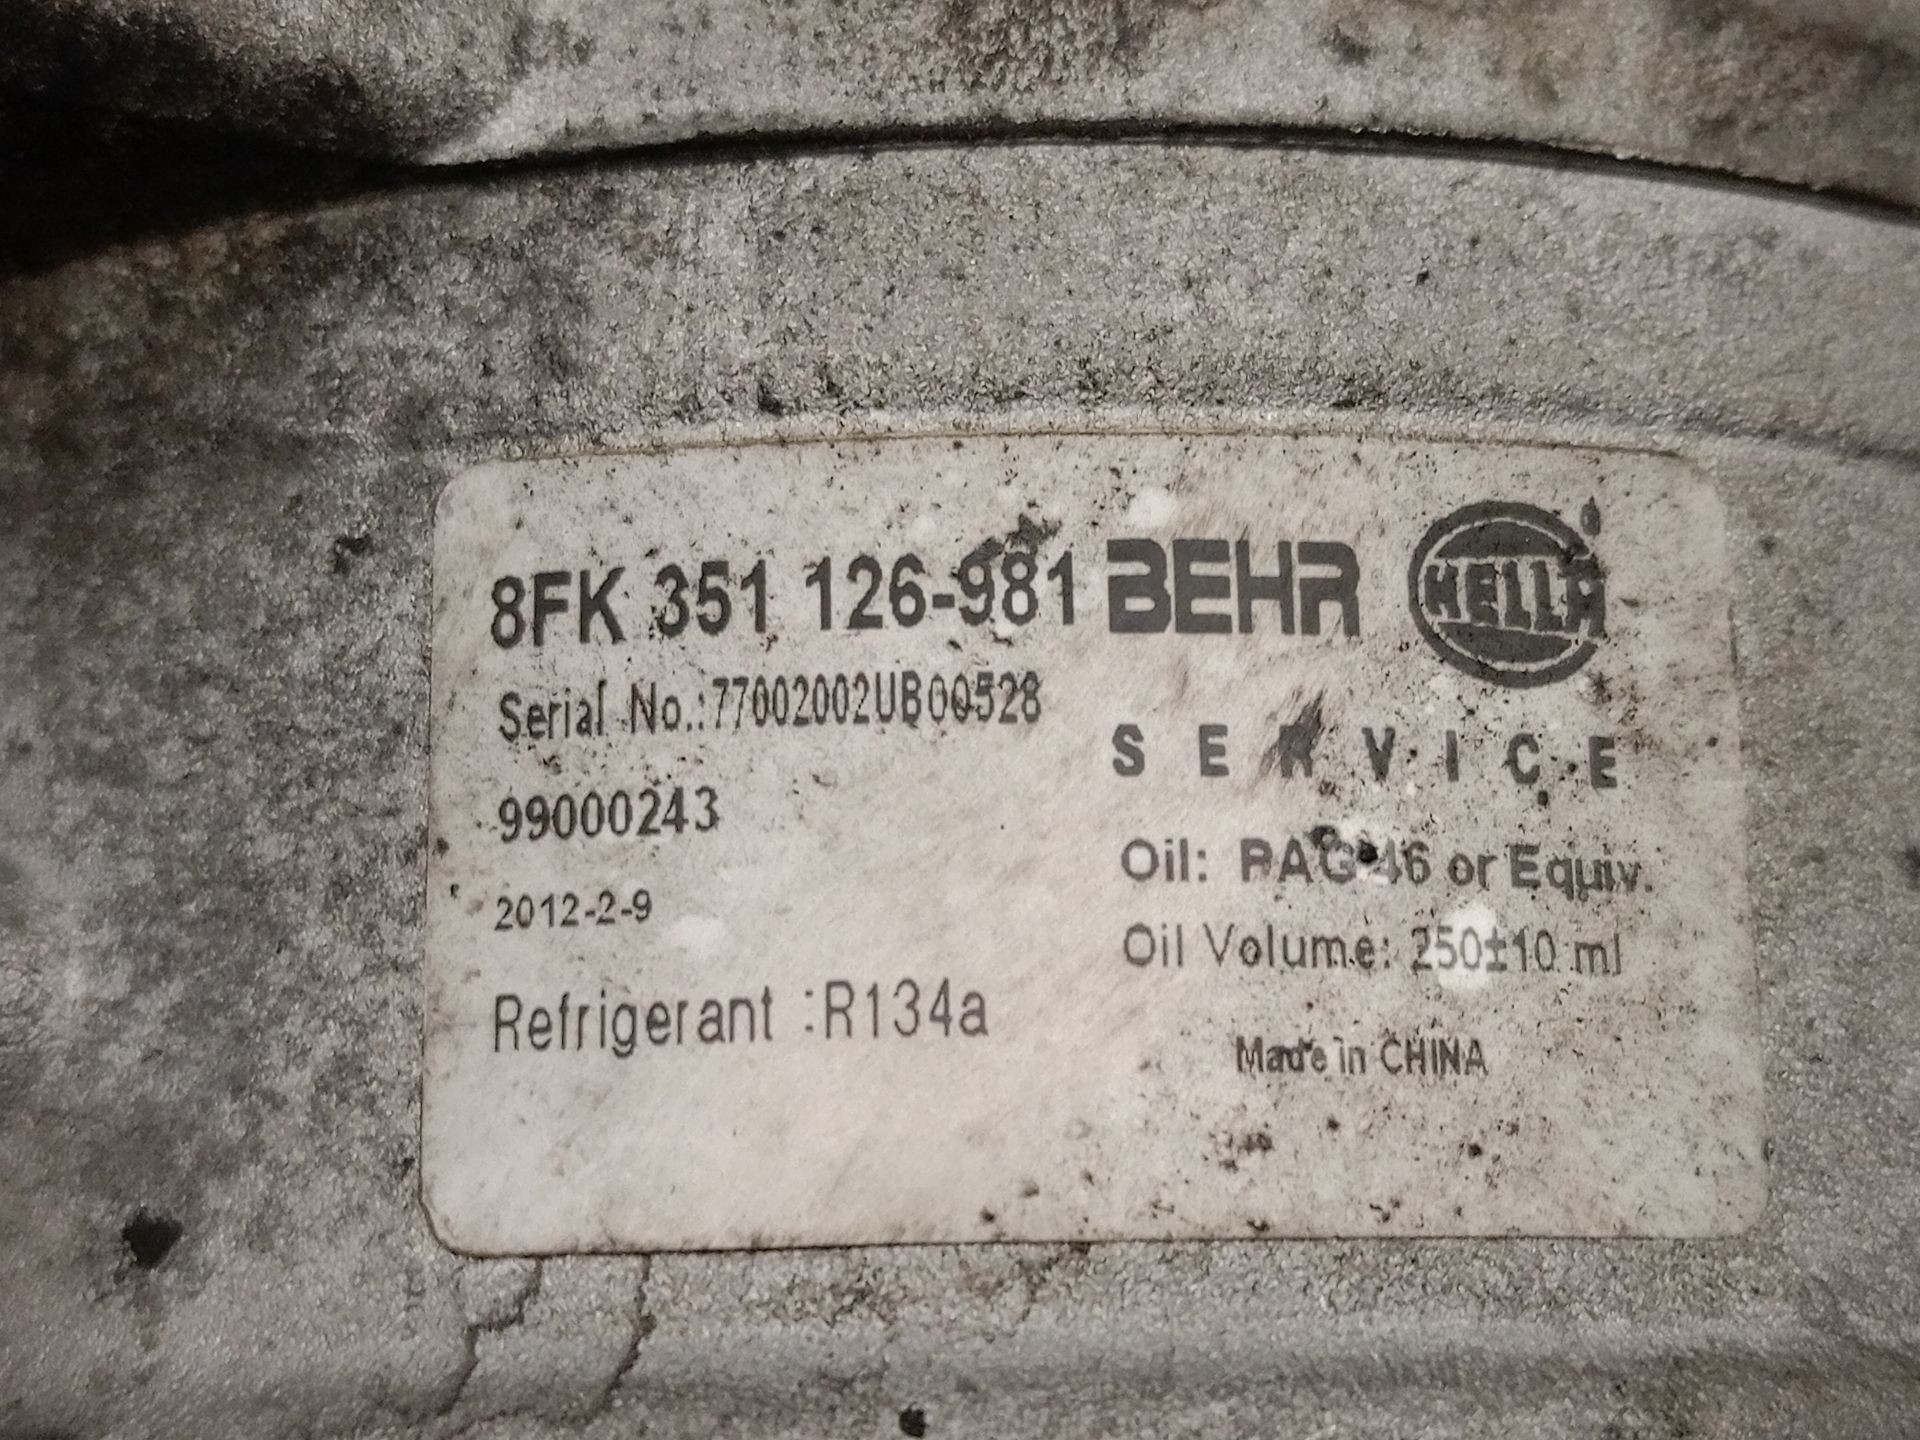 8FK 351 126-981 BEHR HELLA
Serial No.:77002002UB00528
SERVICE
99000243
Oil: PAG 46 or Equiv.
2012-2-9
Oil Volume: 250±10 ml
Refrigerant :R134a
Made in CHINA